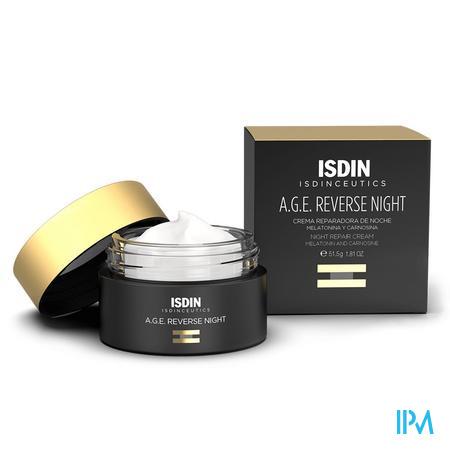 ISDIN
ISDINCEUTICS
A.G.E. REVERSE NIGHT
CREMA REPARADORA DE NOCHE
MELATONINA Y CARNOSINA
NIGHT REPAIR CREAM
MELATONIN AND CARNOSINE
℮ 51.5g 1.81 OZ
ISDIN
ISDINCEUTICS
A.G.E. REVERSE NIGHT
IPM